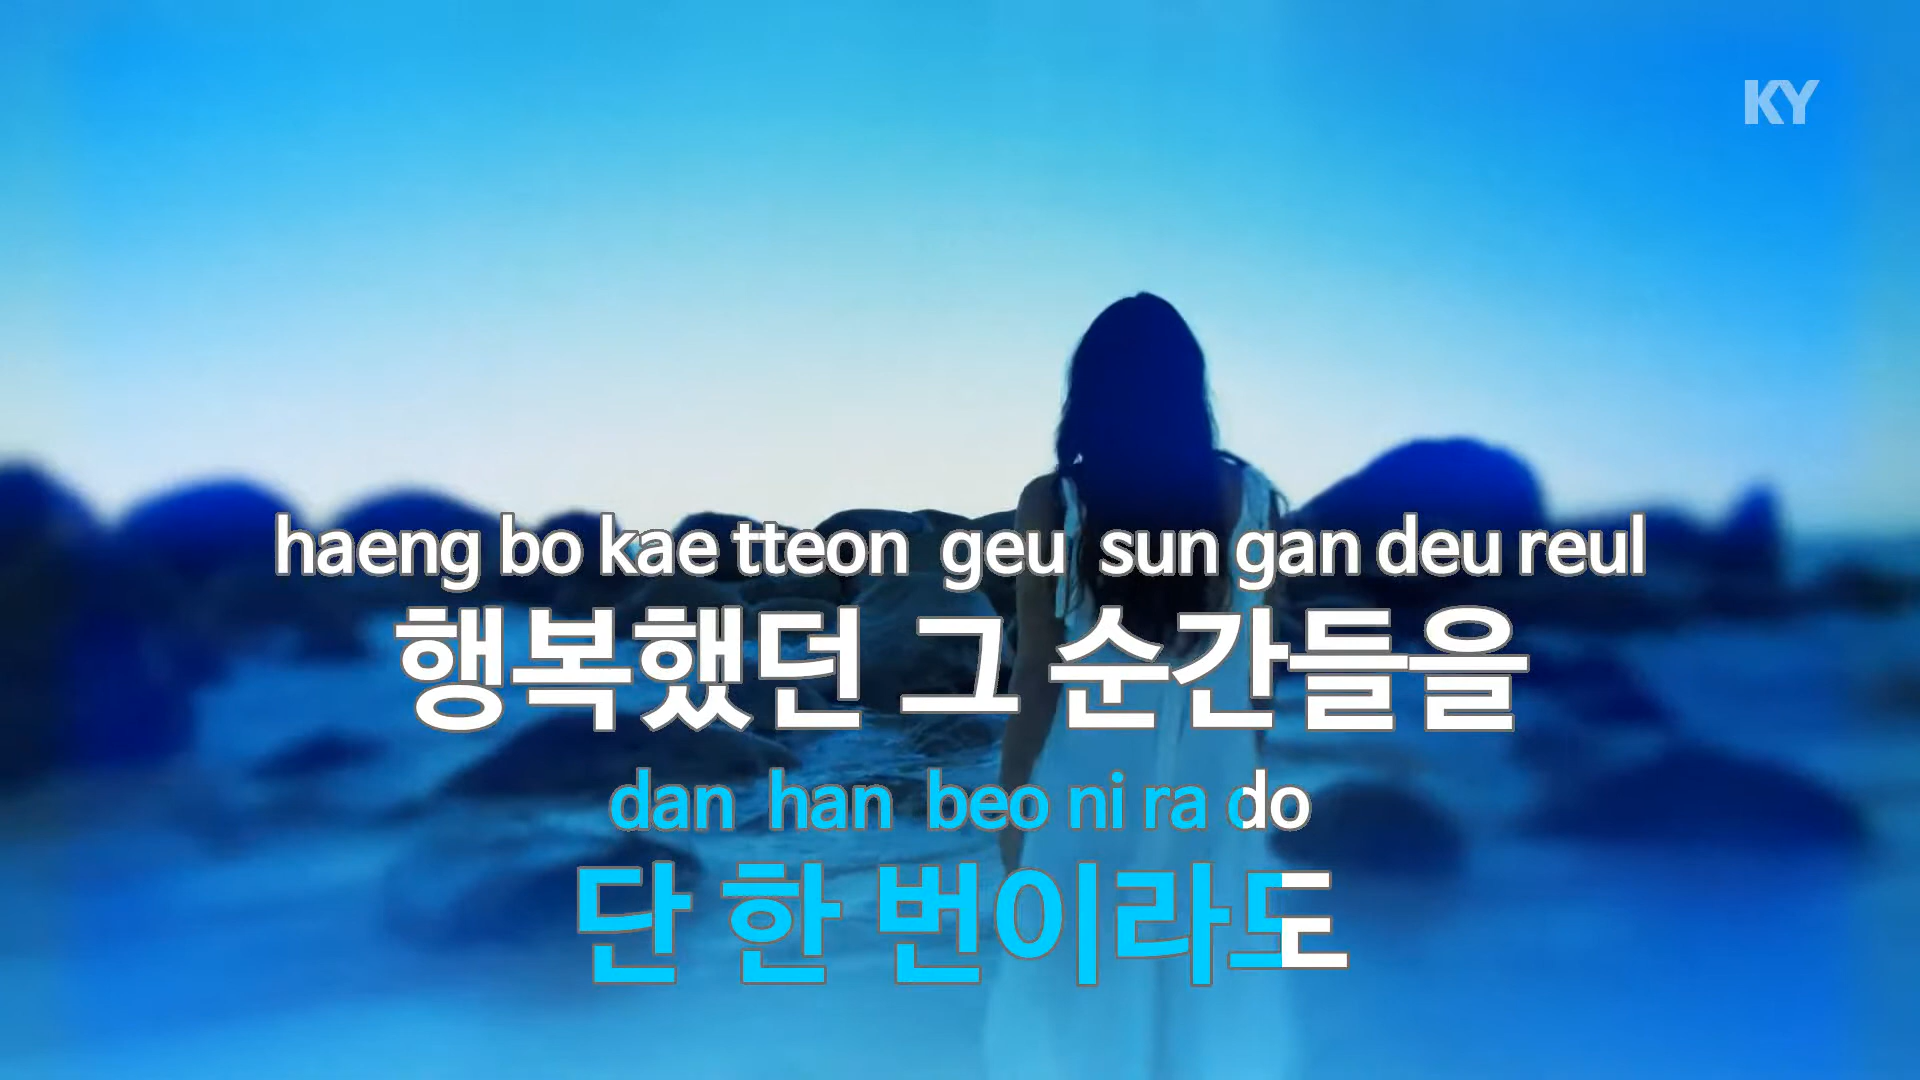 KY
haeng bo kae tteon geu sun gan deu reul
행복했던 그 순간들을
dan han beo ni ra do
단 한 번이라도